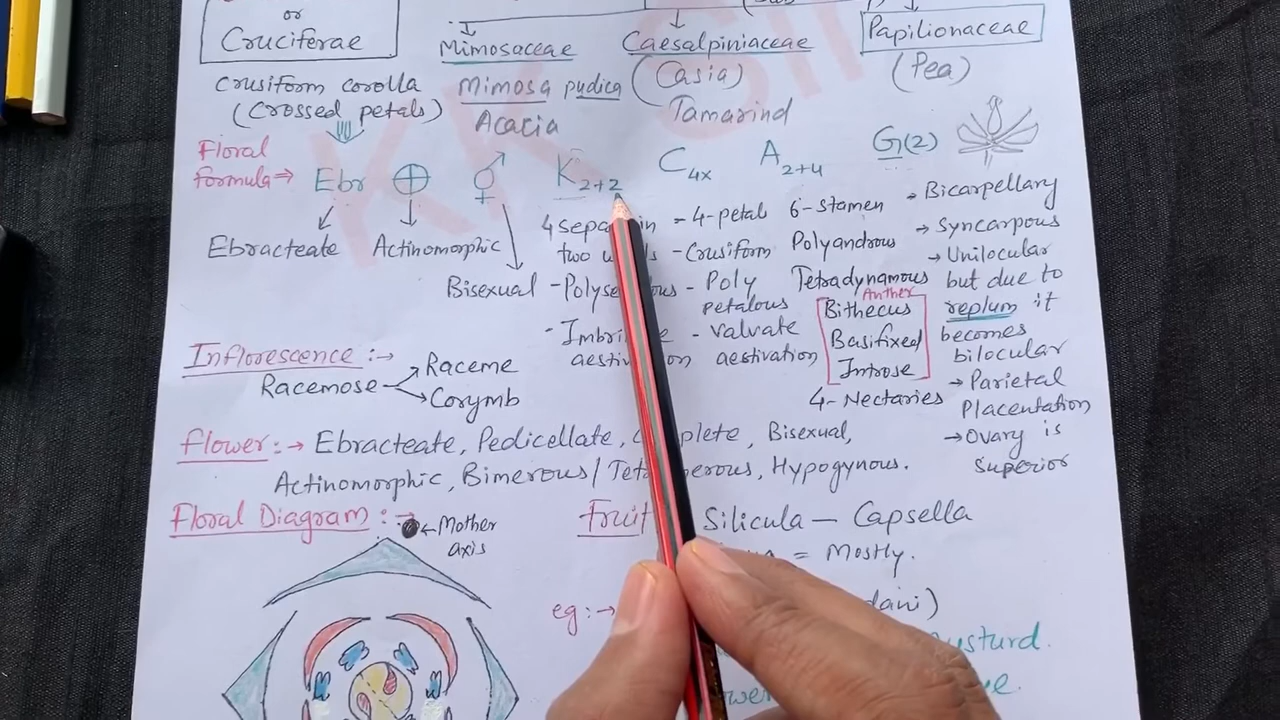 or
Cruciferae
Mimosaceae
Caesalpiniaceae
Papilionaceae
Crusiform corolla
(Crossed petals)
Mimosa pudica
Acacia
(Casia)
Tamarind
(Pea)
Floral formula⇒ Ebr ⊕ ⚥ K2+2 C4x A2+4 G(2)
Ebracteate
Actinomorphic
Bisexual
4
two
- 4-petal
- Crusiform
- Poly
petalous
- valvate
aestivation
6-stamen
Polyandrous
Tetradynamous
Anther
Bithecus
Basifixed
Introse
4-Nectaries
→ Bicarpellary
→ Syncarpous
→ Unilocular
but due to
replum it
becomes
bilocular
→ Parietal
Placentation
→ Ovary is
superior
Inflorescence :→
Racemose
Raceme
Corymb
Flower :→ Ebracteate, Pedicellate, Bisexual,
Actinomorphic, Bimerous/ Hypogynous.
Floral Diagram :→
← Mother
axis
Fruit Silicula — Capsella
= Mostly.
eg :→